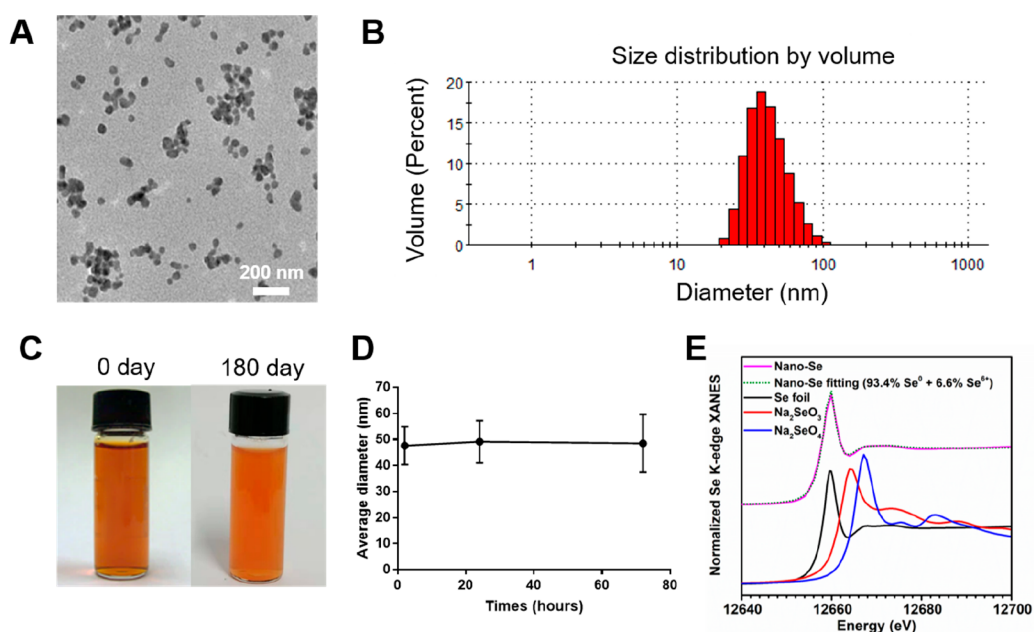 A
200 nm
B
Size distribution by volume
Volume (Percent)
20
15
10
5
0
1
10
100
1000
Diameter (nm)
C
0 day
180 day
D
Average diameter (nm)
70
60
50
40
30
20
10
0
0
20
40
60
80
Times (hours)
E
Normalized Se K-edge XANES
Nano-Se
Nano-Se fitting (93.4% Se⁰ + 6.6% Se⁶⁺)
Se foil
Na₂SeO₃
Na₂SeO₄
12640
12660
12680
12700
Energy (eV)